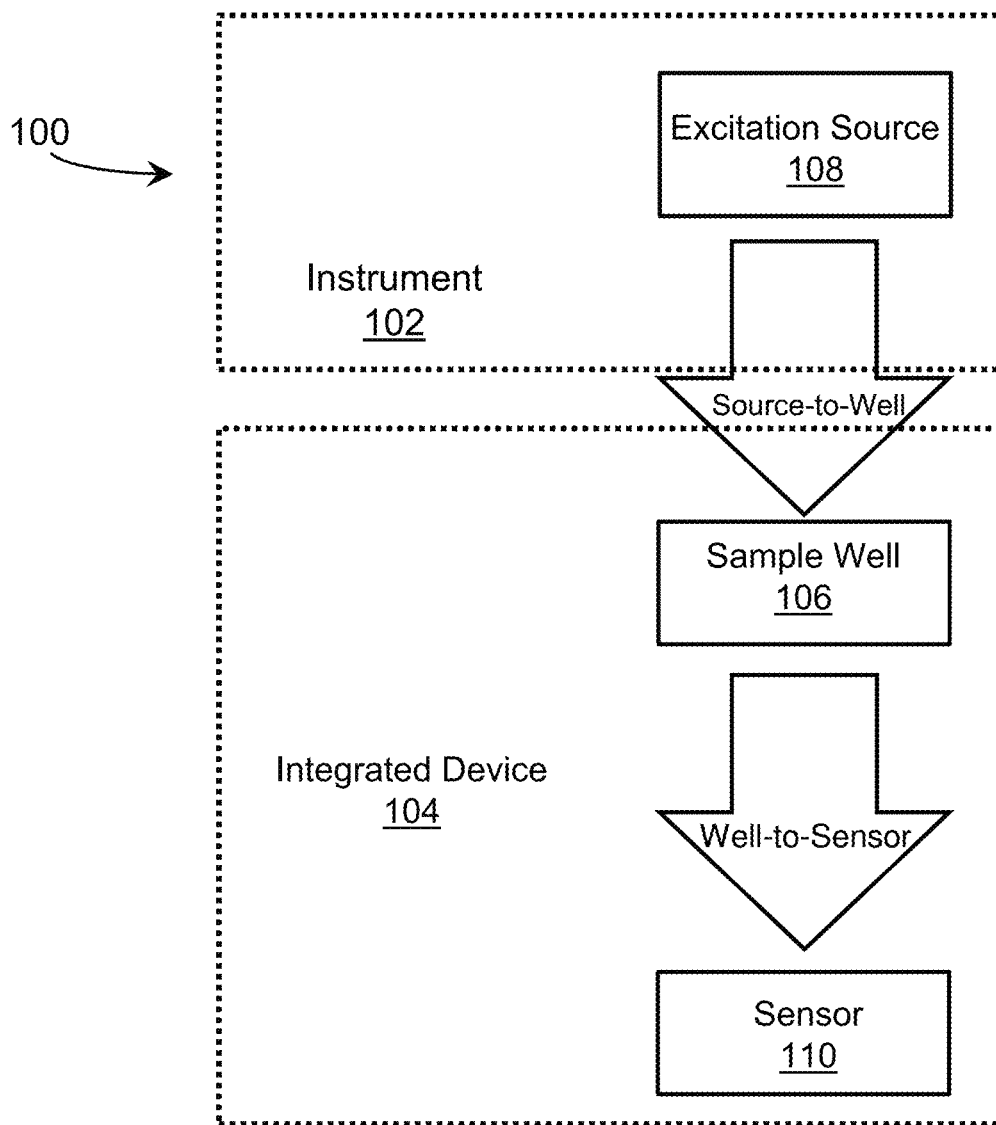 100
Excitation Source
108
Instrument
102
Source-to-Well
Sample Well
106
Integrated Device
104
Well-to-Sensor
Sensor
110